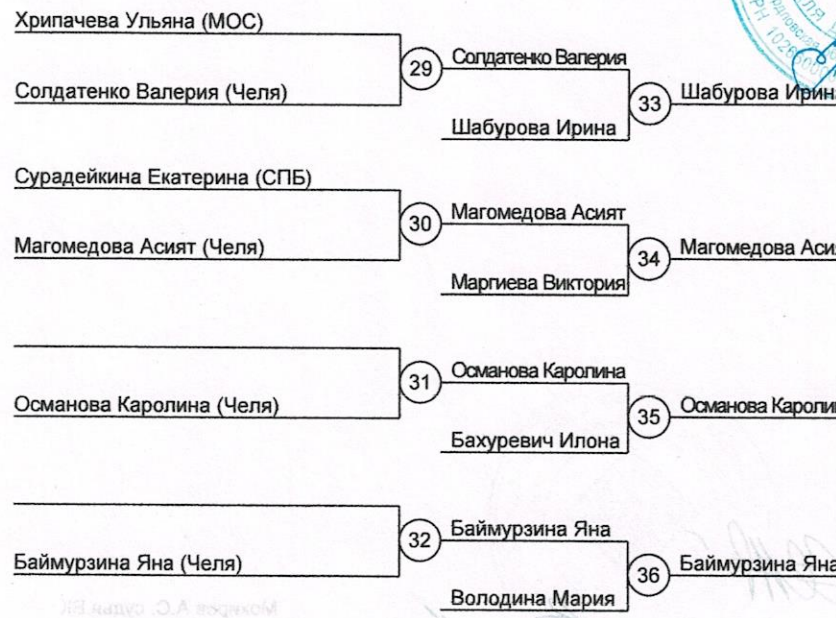 Хрипачева Ульяна (МОС)
29
Солдатенко Валерия
Солдатенко Валерия (Челя)
33
Шабурова Ирина
Шабурова Ирина
Сурадейкина Екатерина (СПБ)
30
Магомедова Асият
Магомедова Асият (Челя)
34
Магомедова Асия
Маргиева Виктория
31
Османова Каролина
Османова Каролина (Челя)
35
Османова Кароли
Бахуревич Илона
32
Баймурзина Яна
Баймурзина Яна (Челя)
36
Баймурзина Яна
Володина Мария